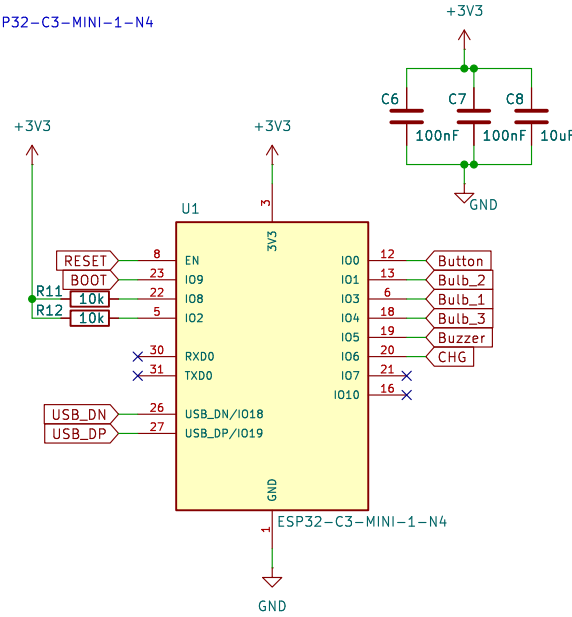 +3V3
P32-C3-MINI-1-N4
C6
C7
C8
100nF
100nF
10uF
+3V3
+3V3
GND
U1
3
3V3
RESET
8
EN
IO0
12
Button
BOOT
23
IO9
IO1
13
Bulb_2
R11
10k
22
IO8
IO3
6
Bulb_1
R12
10k
5
IO2
IO4
18
Bulb_3
IO5
19
Buzzer
30
RXD0
IO6
20
CHG
31
TXD0
IO7
21
IO10
16
USB_DN
26
USB_DN/IO18
USB_DP
27
USB_DP/IO19
GND
1
ESP32-C3-MINI-1-N4
GND